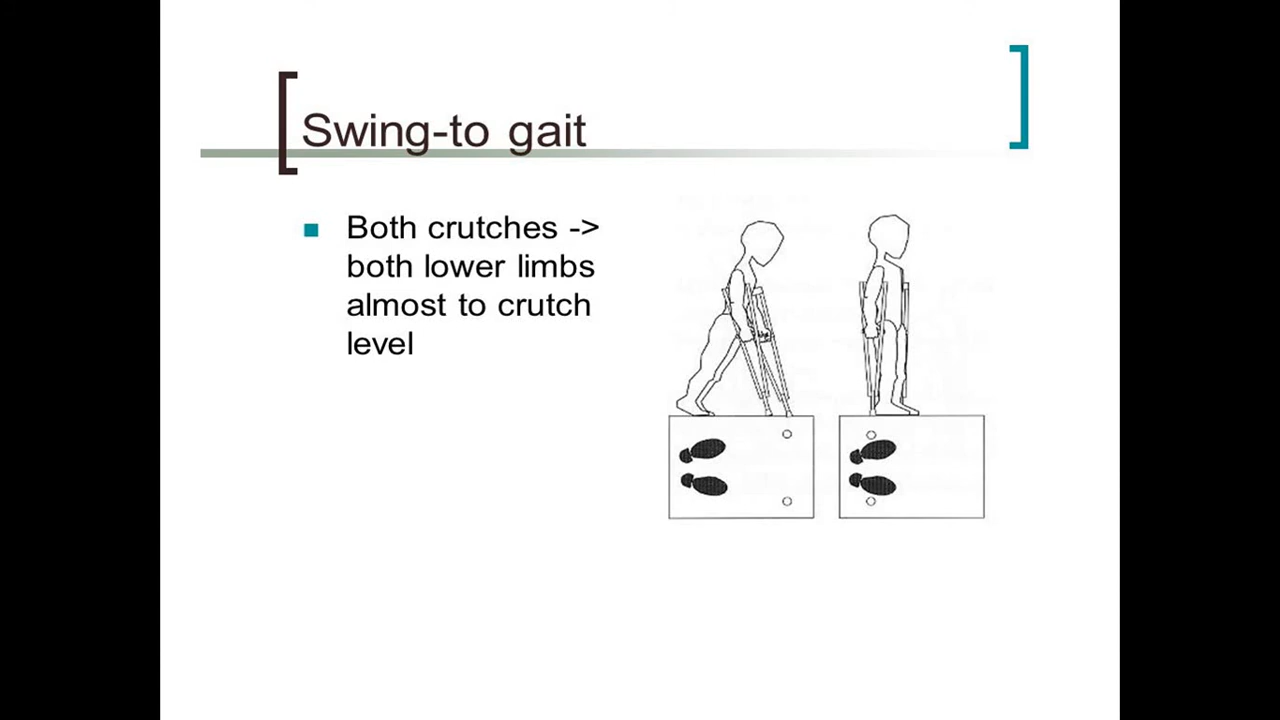 Swing-to gait
Both crutches ->
both lower limbs
almost to crutch
level